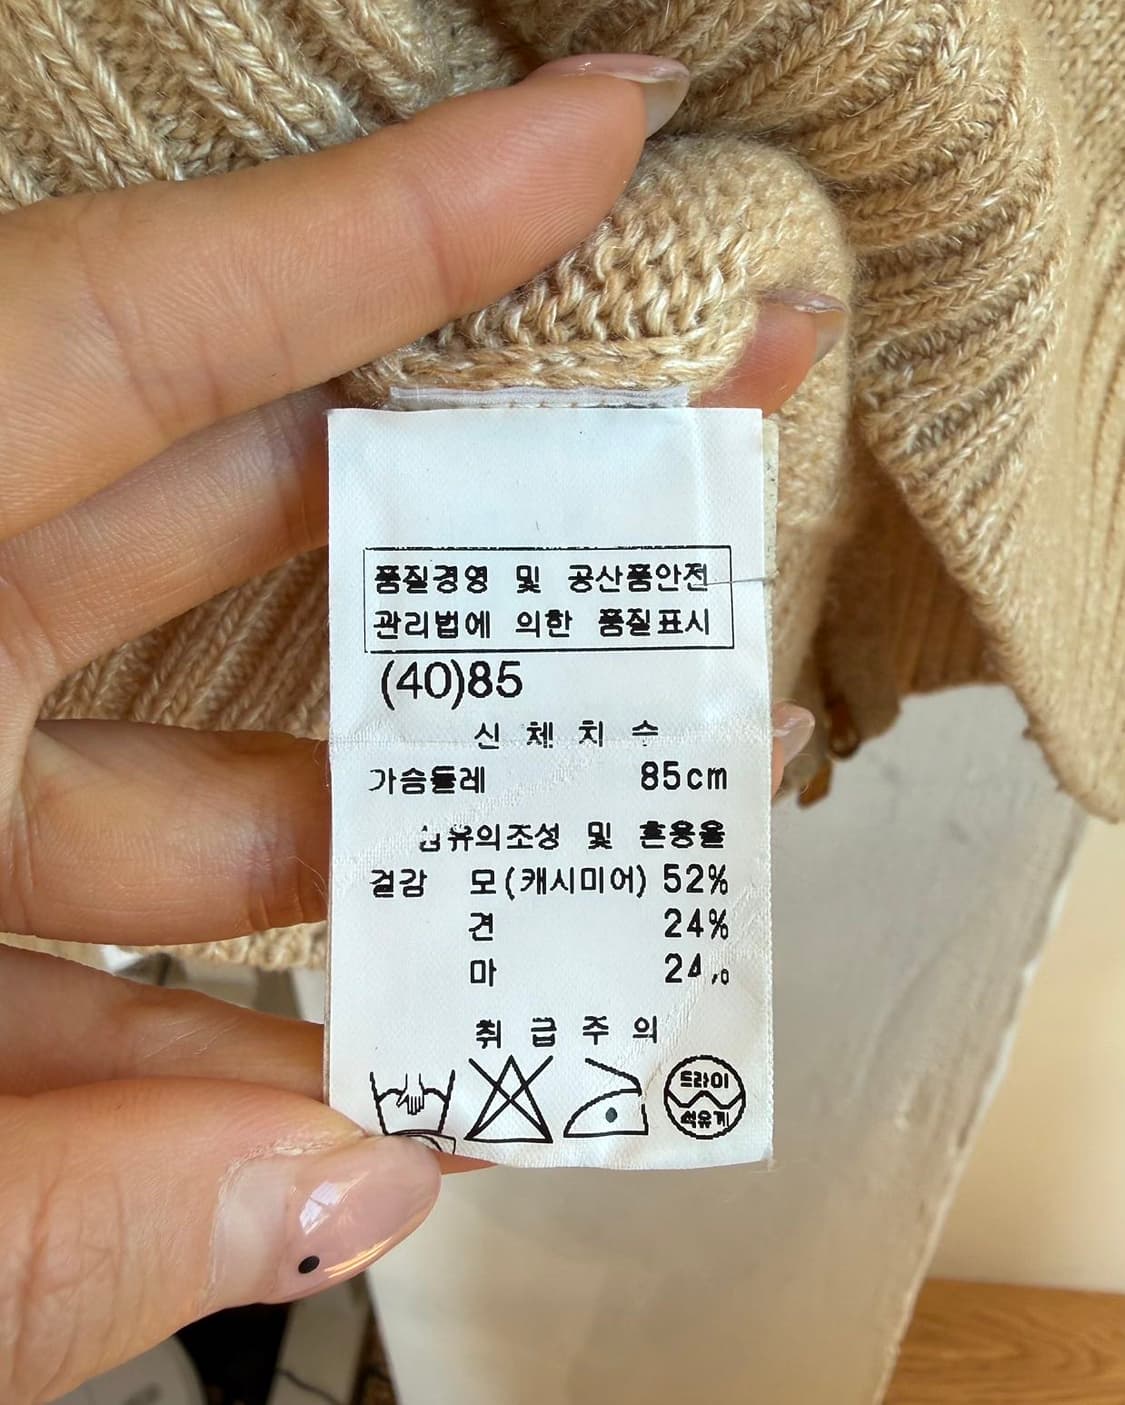 품질경영 및 공산품안전
관리법에 의한 품질표시
(40)85
신체치수
가슴둘레 85cm
섬유의조성 및 혼용율
겉감 모(캐시미어) 52%
견 24%
마 24%
취급주의
드라이
석유계